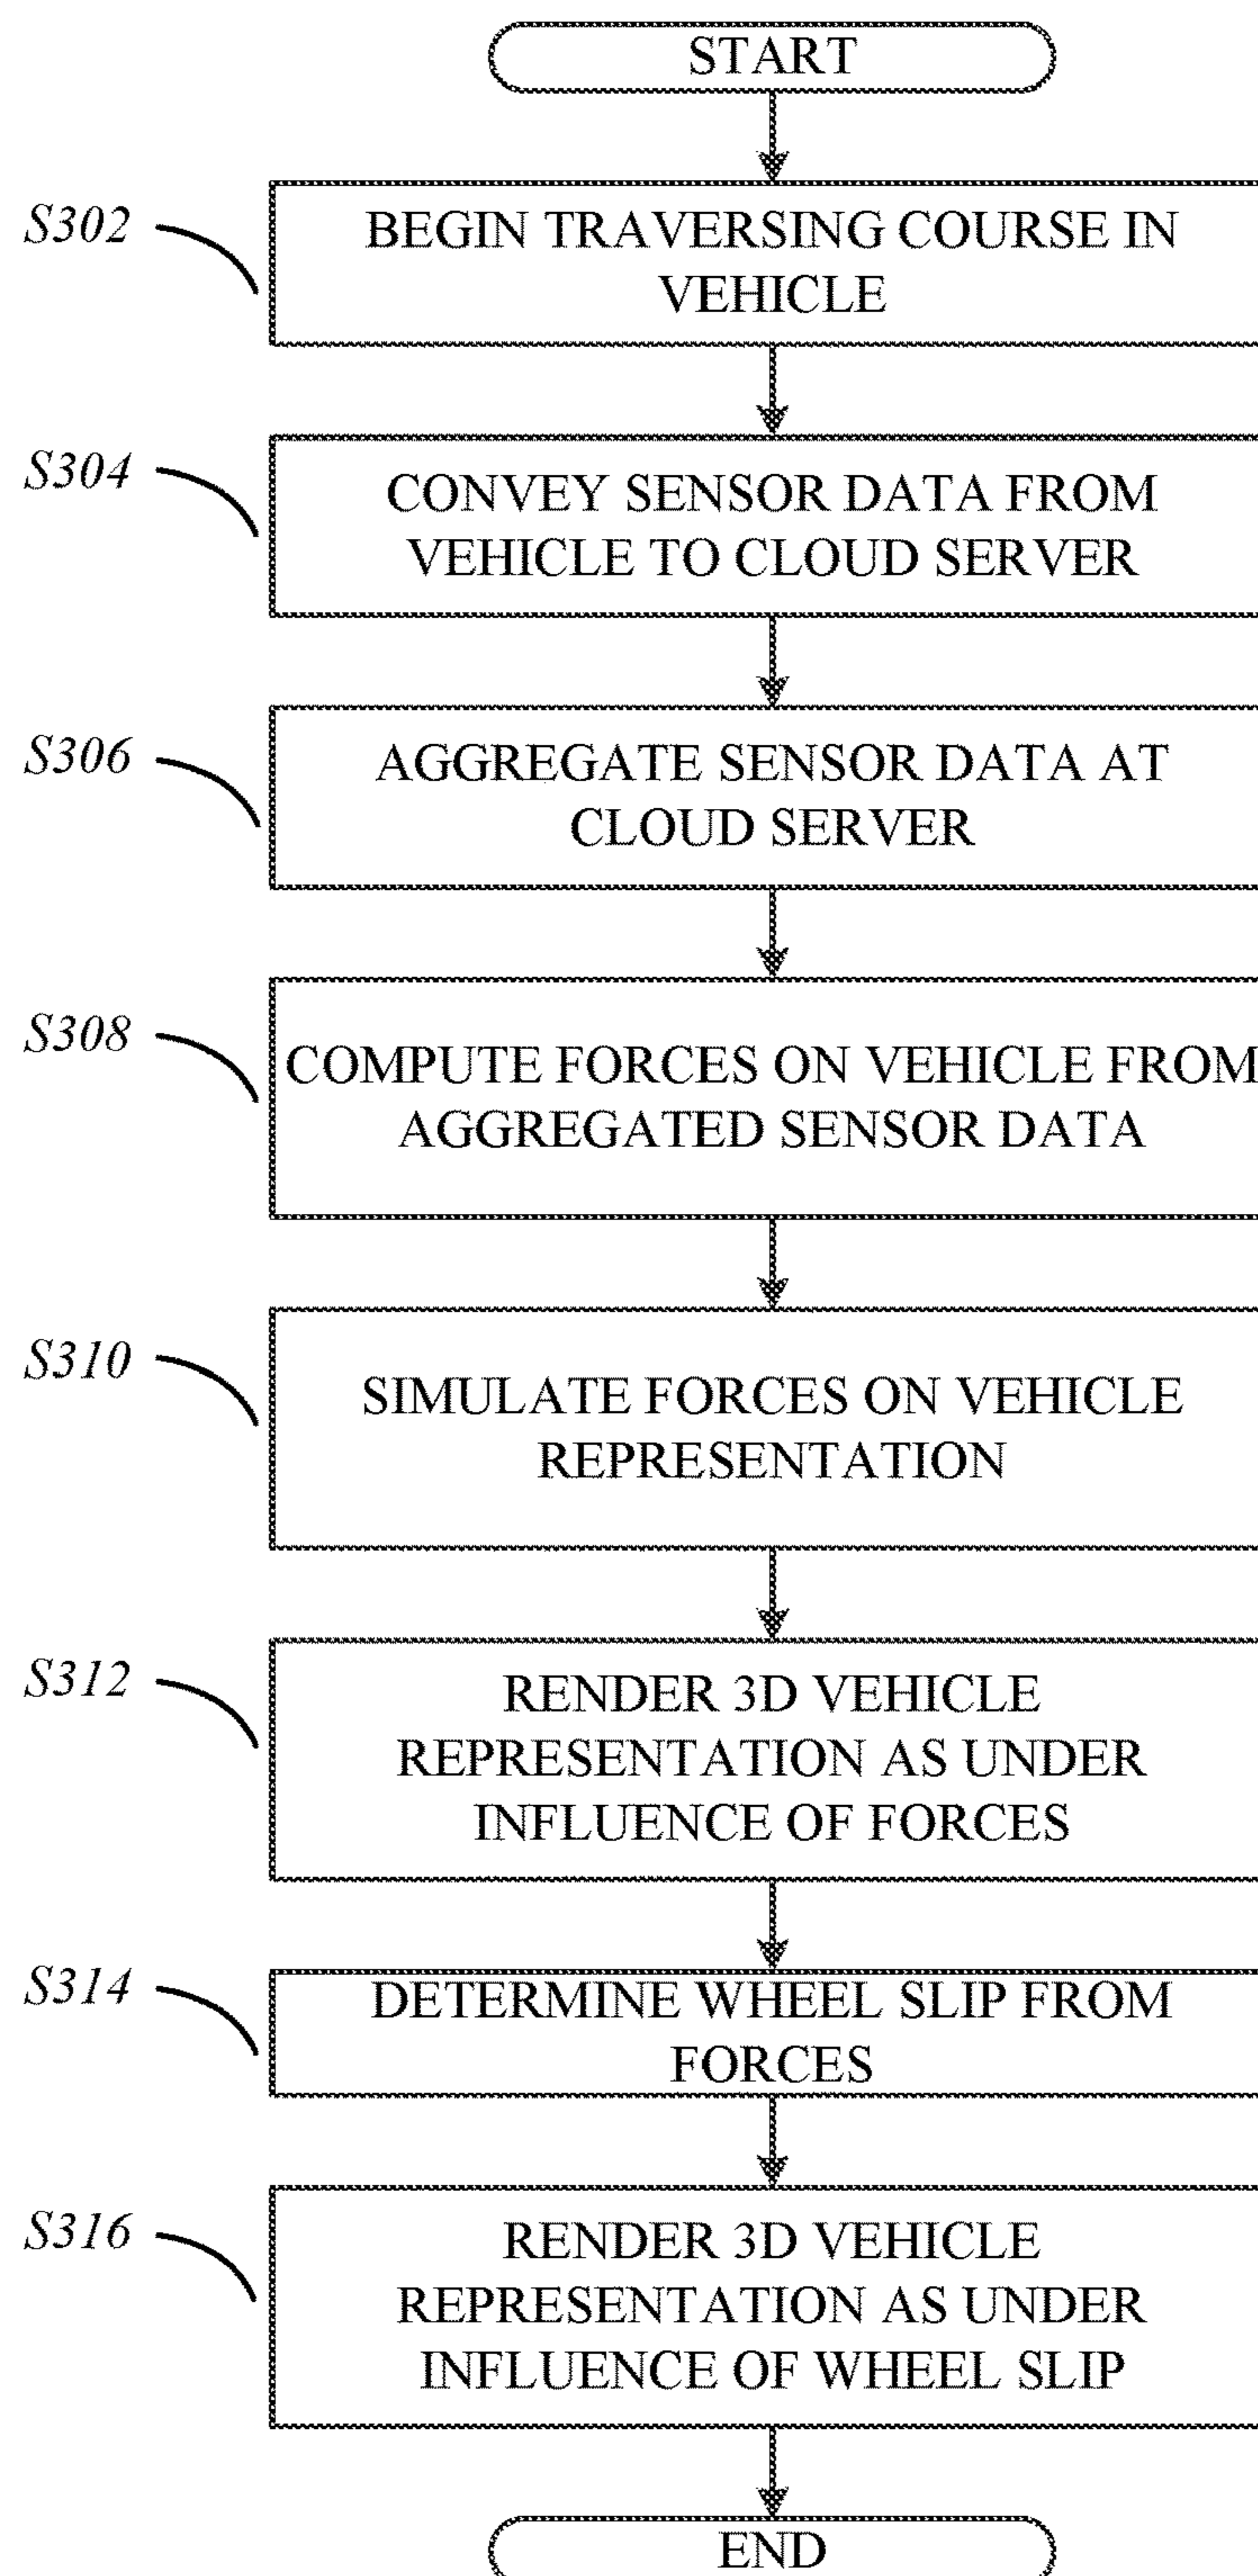 START
S302
BEGIN TRAVERSING COURSE IN
VEHICLE
S304
CONVEY SENSOR DATA FROM
VEHICLE TO CLOUD SERVER
S306
AGGREGATE SENSOR DATA AT
CLOUD SERVER
S308
COMPUTE FORCES ON VEHICLE FROM
AGGREGATED SENSOR DATA
S310
SIMULATE FORCES ON VEHICLE
REPRESENTATION
S312
RENDER 3D VEHICLE
REPRESENTATION AS UNDER
INFLUENCE OF FORCES
S314
DETERMINE WHEEL SLIP FROM
FORCES
S316
RENDER 3D VEHICLE
REPRESENTATION AS UNDER
INFLUENCE OF WHEEL SLIP
END